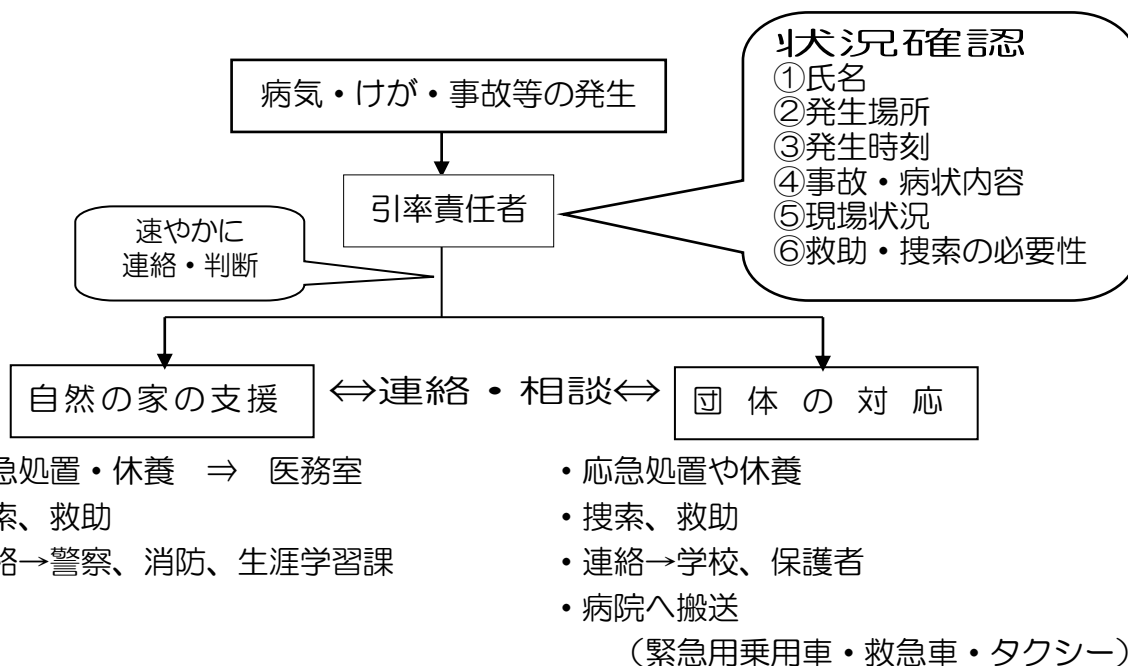 病気・けが・事故等の発生
状況確認
①氏名
②発生場所
③発生時刻
④事故・病状内容
⑤現場状況
⑥救助・捜索の必要性
引率責任者
速やかに
連絡・判断
自然の家の支援
⇔連絡・相談⇔
団体の対応
急処置・休養 ⇒ 医務室
索、救助
絡→警察、消防、生涯学習課
・応急処置や休養
・捜索、救助
・連絡→学校、保護者
・病院へ搬送
（緊急用乗用車・救急車・タクシー）